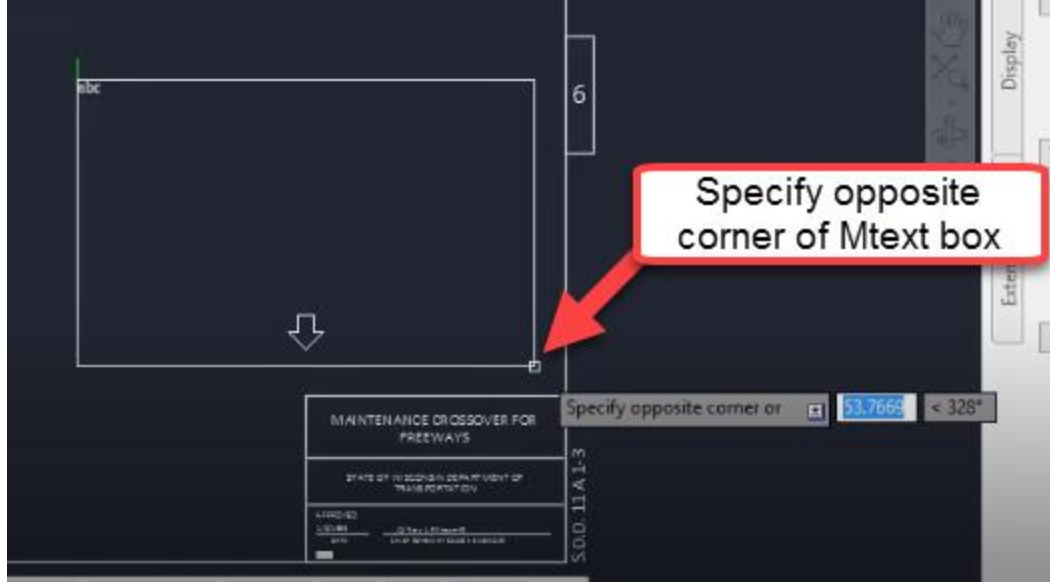 abc
6
Display
Specify opposite
corner of Mtext box
Specify opposite corner or
53.7669
< 328°
MAINTENANCE CROSSOVER FOR
FREEWAYS
STATE OF WISCONSIN DEPARTMENT OF
TRANSPORTATION
S.D.D. 11 A 1-3
APPROVED
DATE